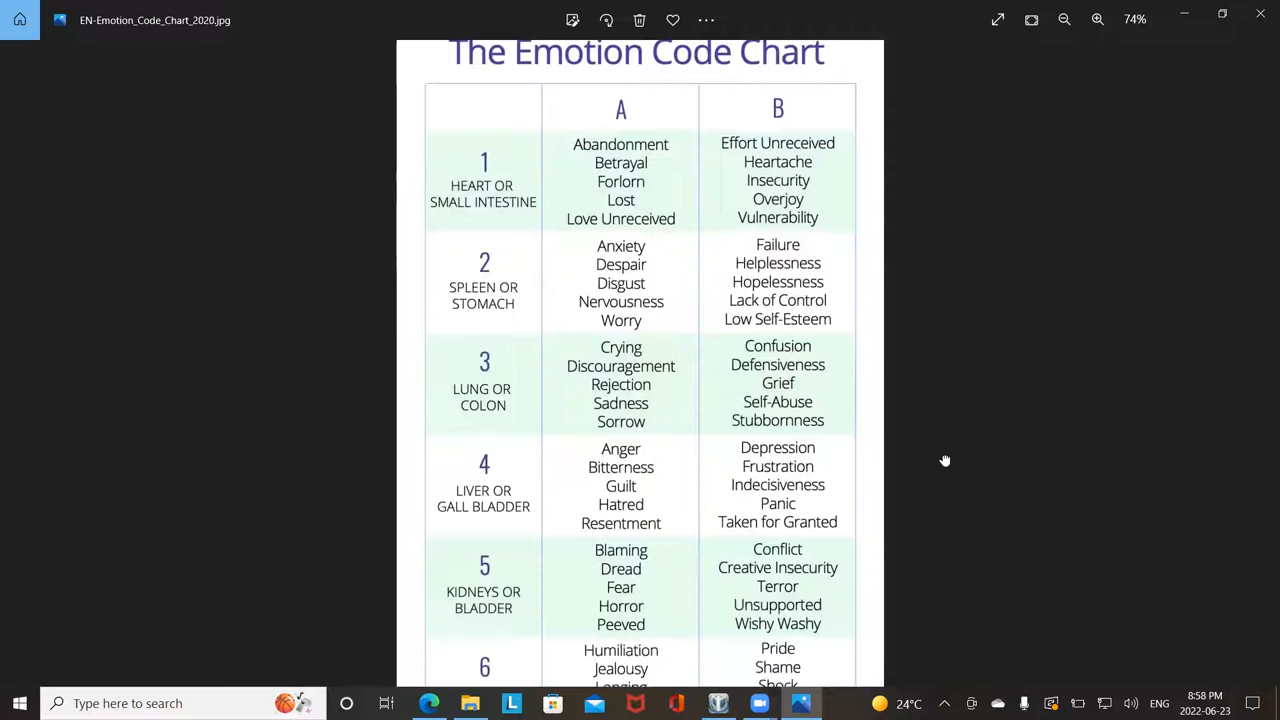 EN-Emotion_Code_Chart_2020.jpg
74%
The Emotion Code Chart
A
B
1
HEART OR
SMALL INTESTINE
Abandonment
Betrayal
Forlorn
Lost
Love Unreceived
Effort Unreceived
Heartache
Insecurity
Overjoy
Vulnerability
2
SPLEEN OR
STOMACH
Anxiety
Despair
Disgust
Nervousness
Worry
Failure
Helplessness
Hopelessness
Lack of Control
Low Self-Esteem
3
LUNG OR
COLON
Crying
Discouragement
Rejection
Sadness
Sorrow
Confusion
Defensiveness
Grief
Self-Abuse
Stubbornness
4
LIVER OR
GALL BLADDER
Anger
Bitterness
Guilt
Hatred
Resentment
Depression
Frustration
Indecisiveness
Panic
Taken for Granted
5
KIDNEYS OR
BLADDER
Blaming
Dread
Fear
Horror
Peeved
Conflict
Creative Insecurity
Terror
Unsupported
Wishy Washy
6
Humiliation
Jealousy
Longing
Pride
Shame
Shock
Type here to search
L
24°C
ENG
8:58 PM
2022-06-23